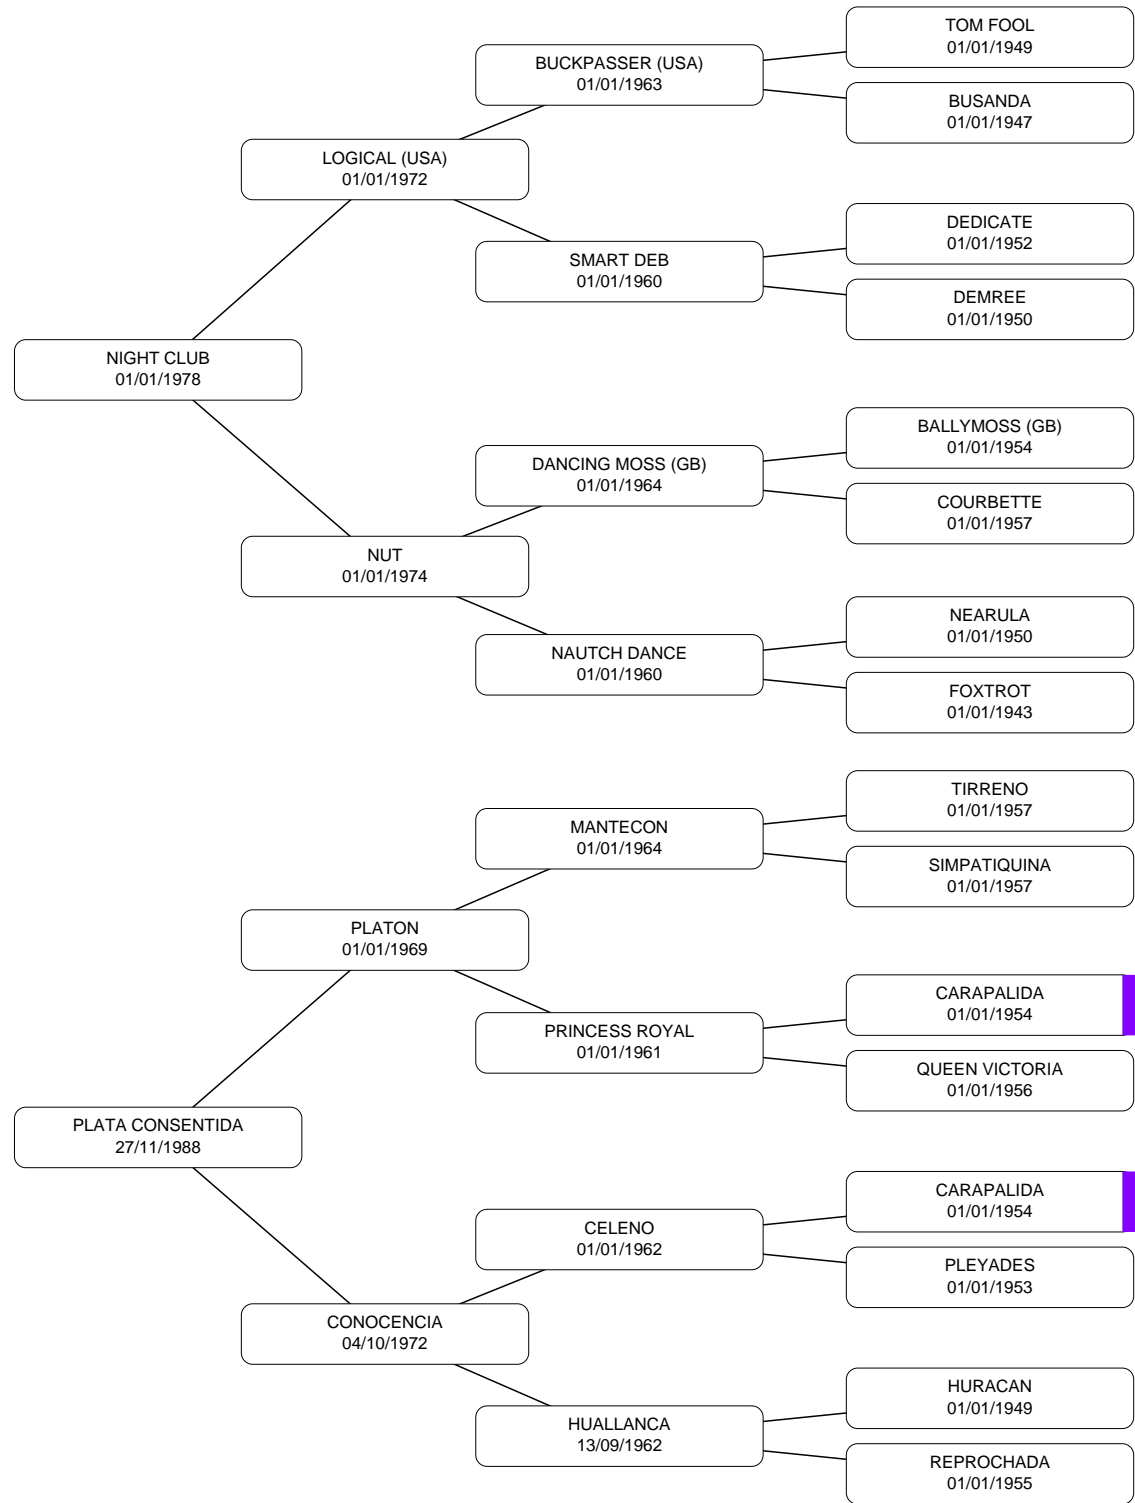 TOM FOOL
01/01/1949
BUCKPASSER (USA)
01/01/1963
BUSANDA
01/01/1947
LOGICAL (USA)
01/01/1972
DEDICATE
01/01/1952
SMART DEB
01/01/1960
DEMREE
01/01/1950
NIGHT CLUB
01/01/1978
BALLYMOSS (GB)
01/01/1954
DANCING MOSS (GB)
01/01/1964
COURBETTE
01/01/1957
NUT
01/01/1974
NEARULA
01/01/1950
NAUTCH DANCE
01/01/1960
FOXTROT
01/01/1943
TIRRENO
01/01/1957
MANTECON
01/01/1964
SIMPATIQUINA
01/01/1957
PLATON
01/01/1969
CARAPALIDA
01/01/1954
PRINCESS ROYAL
01/01/1961
QUEEN VICTORIA
01/01/1956
PLATA CONSENTIDA
27/11/1988
CARAPALIDA
01/01/1954
CELENO
01/01/1962
PLEYADES
01/01/1953
CONOCENCIA
04/10/1972
HURACAN
01/01/1949
HUALLANCA
13/09/1962
REPROCHADA
01/01/1955